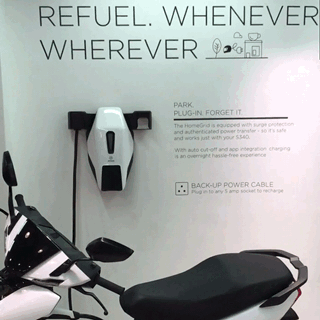 REFUEL. WHENEVER
WHEREVER
PARK,
PLUG-IN, FORGET IT
The HomeGrid is equipped with surge protection
and authenticated power transfer - so it's safe
and works just with your S340.
With auto cut-off and app integration, charging
is an overnight hassle-free experience
BACK-UP POWER CABLE
Plug in to any 5 amp socket to recharge